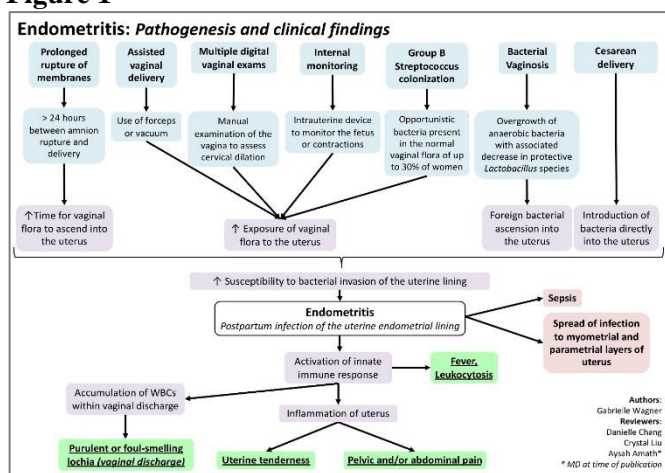 Figure 1
Endometritis: Pathogenesis and clinical findings
Prolonged
rupture of
membranes
Assisted
vaginal
delivery
Multiple digital
vaginal exams
Internal
monitoring
Group B
Streptococcus
colonization
Bacterial
Vaginosis
Cesarean
delivery
> 24 hours
between amnion
rupture and
delivery
Use of forceps
or vacuum
Manual
examination of the
vagina to assess
cervical dilation
Intrauterine device
to monitor the fetus
or contractions
Opportunistic
bacteria present in
the normal
vaginal flora of up
to 30% of women
Overgrowth of
anaerobic bacteria
with associated
decrease in protective
Lactobacillus species
↑Time for vaginal
flora to ascend into
the uterus
↑ Exposure of vaginal
flora to the uterus
Foreign bacterial
ascension into
the uterus
Introduction of
bacteria directly
into the uterus
↑ Susceptibility to bacterial invasion of the uterine lining
Endometritis
Postpartum infection of the uterine endometrial lining
Sepsis
Spread of infection
to myometrial and
parametrial layers of
uterus
Activation of innate
immune response
Fever,
Leukocytosis
Accumulation of WBCs
within vaginal discharge
Inflammation of uterus
Purulent or foul-smelling
lochia (vaginal discharge)
Uterine tenderness
Pelvic and/or abdominal pain
Authors:
Gabrielle Wagner
Reviewers:
Danielle Chang
Crystal Liu
Aysah Amath*
* MD at time of publication